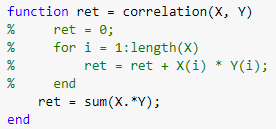 function ret = correlation(X, Y)
%     ret = 0;
%     for i = 1:length(X)
%         ret = ret + X(i) * Y(i);
%     end
    ret = sum(X.*Y);
end